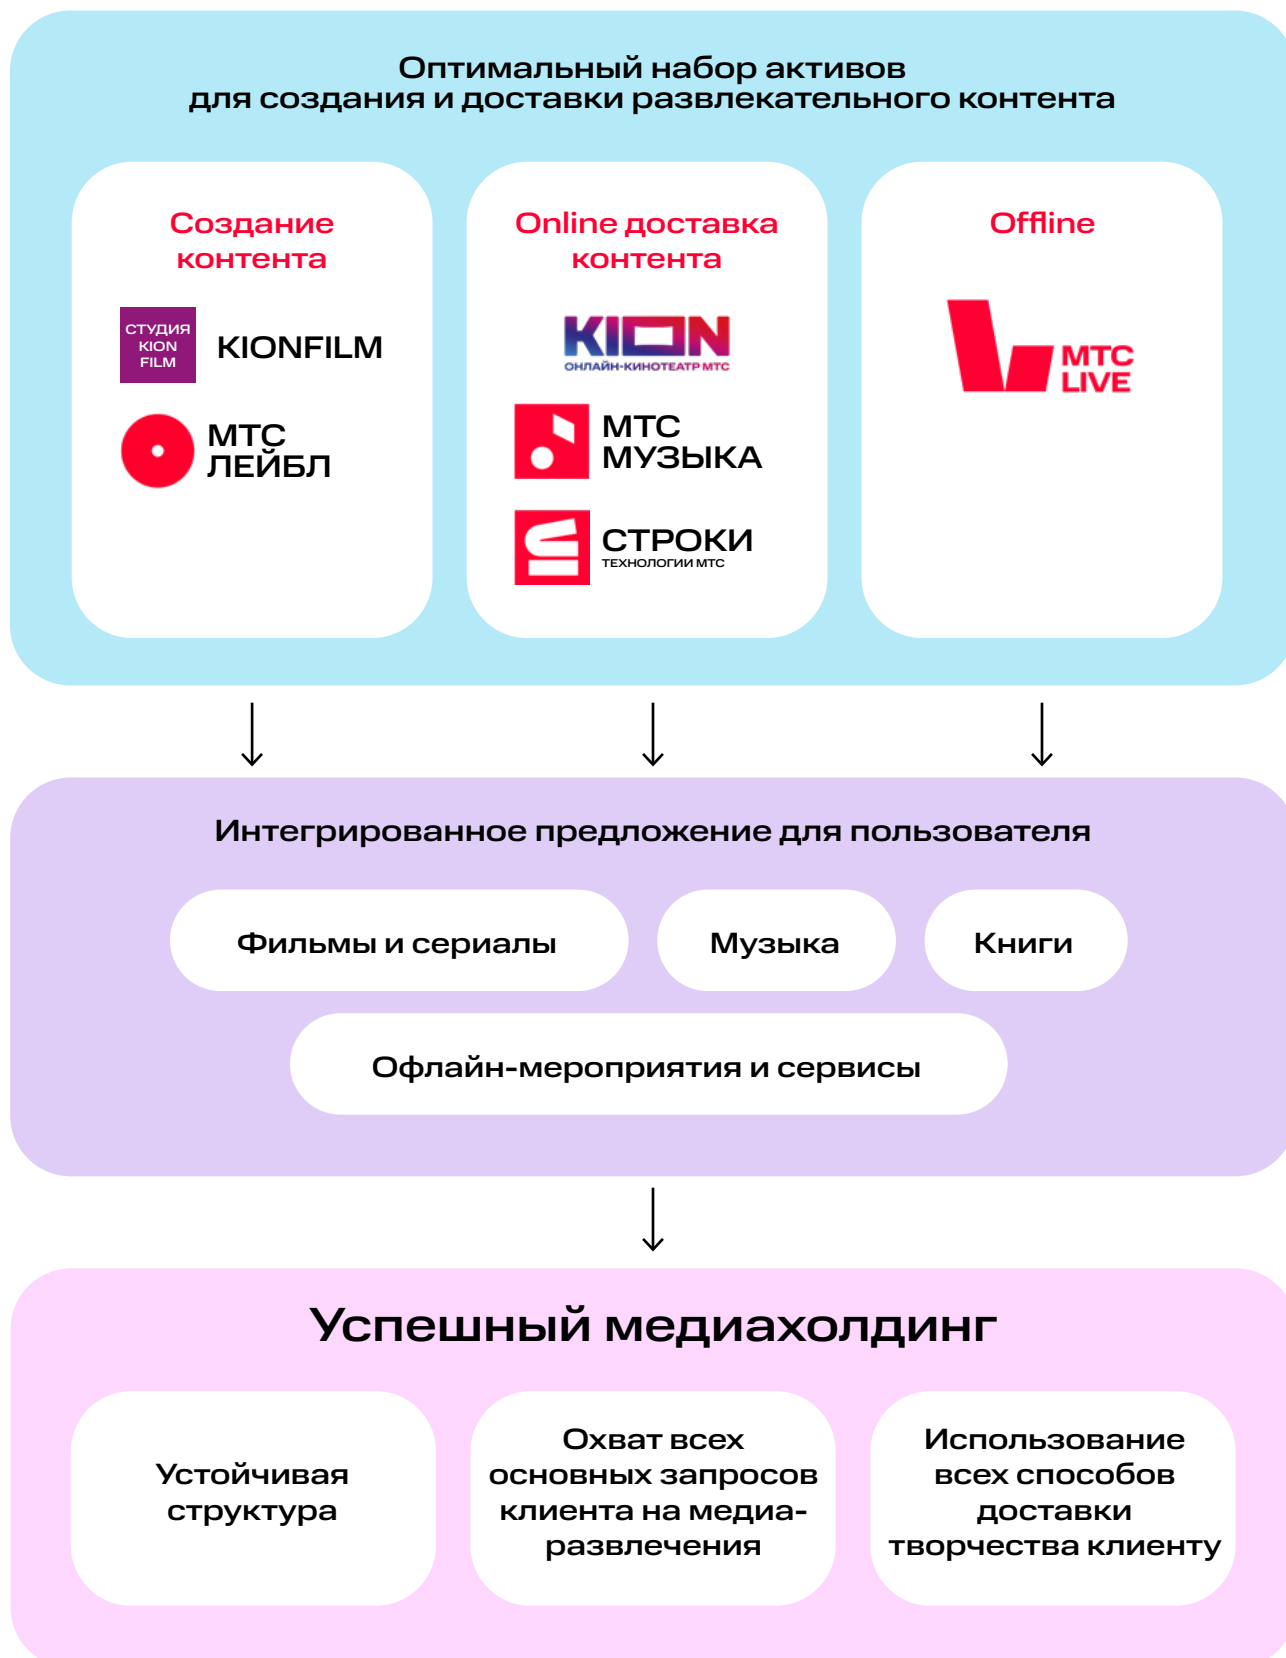 Оптимальный набор активов
для создания и доставки развлекательного контента
Создание
контента
СТУДИЯ
KION
FILM
KIONFILM
МТС
ЛЕЙБЛ
Online доставка
контента
KION
ОНЛАЙН-КИНОТЕАТР МТС
МТС
МУЗЫКА
СТРОКИ
ТЕХНОЛОГИИ МТС
Offline
МТС
LIVE
Интегрированное предложение для пользователя
Фильмы и сериалы
Музыка
Книги
Офлайн-мероприятия и сервисы
Успешный медиахолдинг
Устойчивая
структура
Охват всех
основных запросов
клиента на медиа-
развлечения
Использование
всех способов
доставки
творчества клиенту